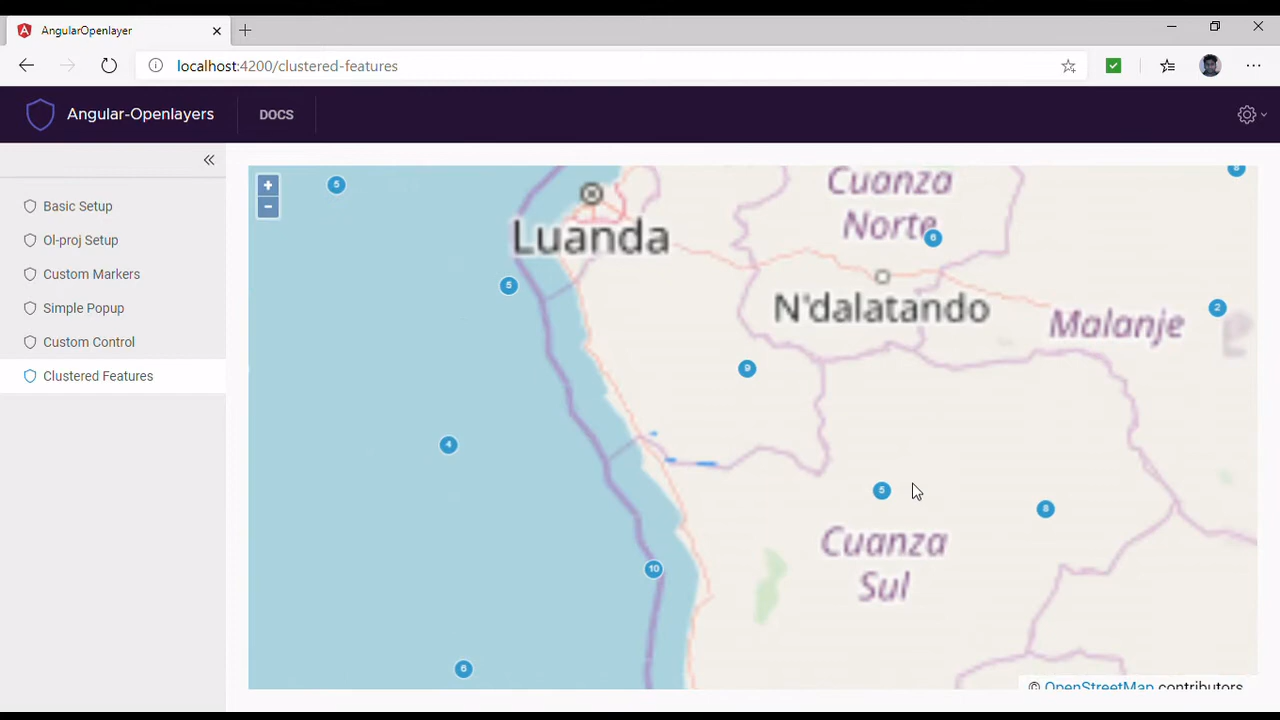 AngularOpenlayer
localhost:4200/clustered-features
Angular-Openlayers
DOCS
Basic Setup
Ol-proj Setup
Custom Markers
Simple Popup
Custom Control
Clustered Features
+
-
5
Cuanza
Norte
6
Luanda
5
N'dalatando
2
Malanje
9
4
5
8
Cuanza
Sul
10
6
© OpenStreetMap contributors